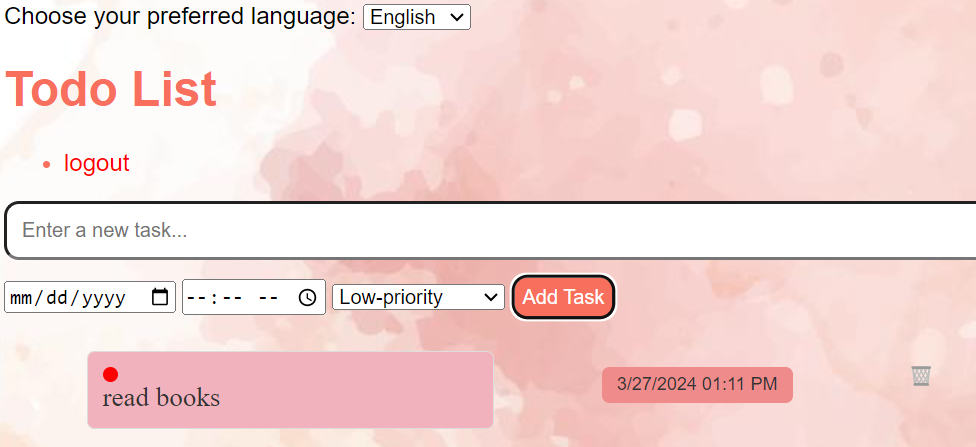 Choose your preferred language: English
Todo List
logout
Enter a new task...
mm/dd/yyyy --:-- -- Low-priority Add Task
read books
3/27/2024 01:11 PM